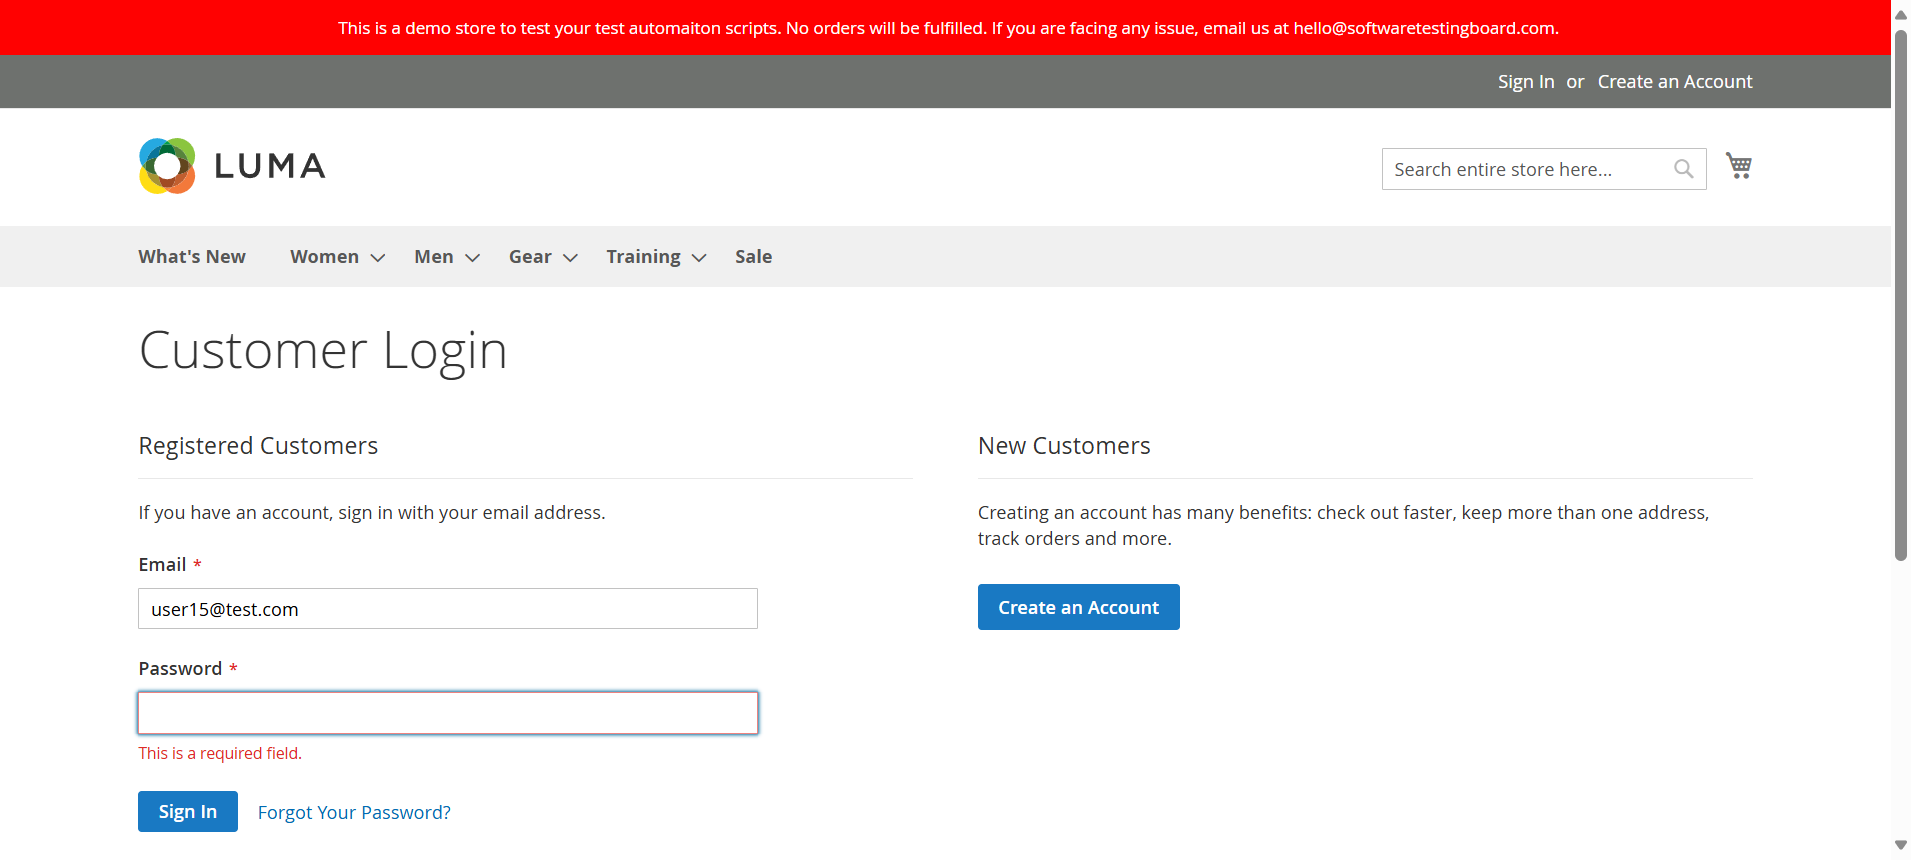 This is a demo store to test your test automaiton scripts. No orders will be fulfilled. If you are facing any issue, email us at hello@softwaretestingboard.com.
Sign In or Create an Account
LUMA
Search entire store here...
What's New Women Men Gear Training Sale
Customer Login
Registered Customers
If you have an account, sign in with your email address.
Email *
user15@test.com
Password *
This is a required field.
Sign In Forgot Your Password?
New Customers
Creating an account has many benefits: check out faster, keep more than one address,
track orders and more.
Create an Account